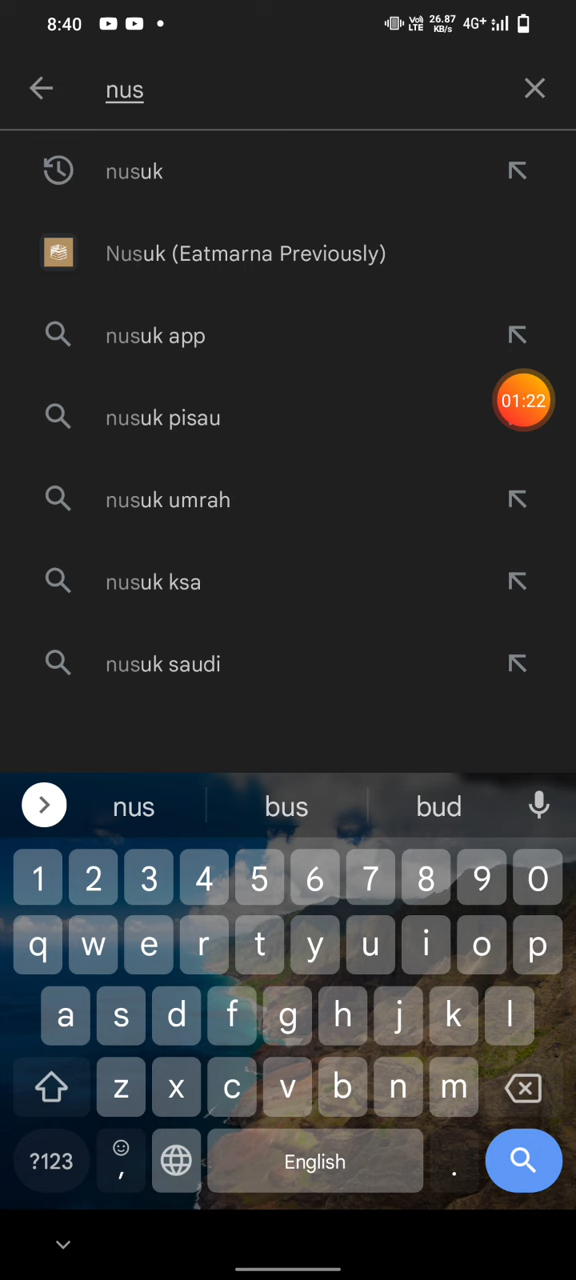 8:40 Vo) LTE 26.87 KB/s 4G+
nus
nusuk
Nusuk (Eatmarna Previously)
nusuk app
01:22
nusuk pisau
nusuk umrah
nusuk ksa
nusuk saudi
nus bus bud
1 2 3 4 5 6 7 8 9 0
q w e r t y u i o p
a s d f g h j k l
z x c v b n m
?123 , English .